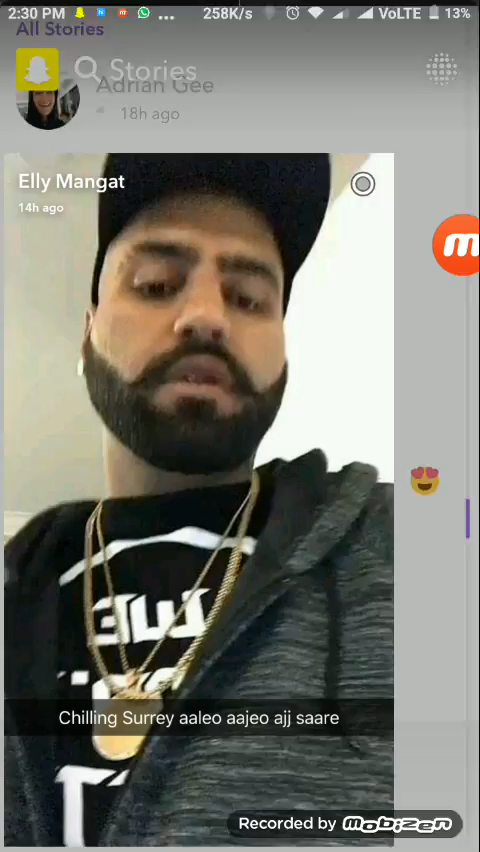 2:30 PM ... 258K/s VoLTE 13%
All Stories
Stories
Adrian Gee
18h ago
Elly Mangat
14h ago
Chilling Surrey aaleo aajeo ajj saare
Recorded by Mobizen